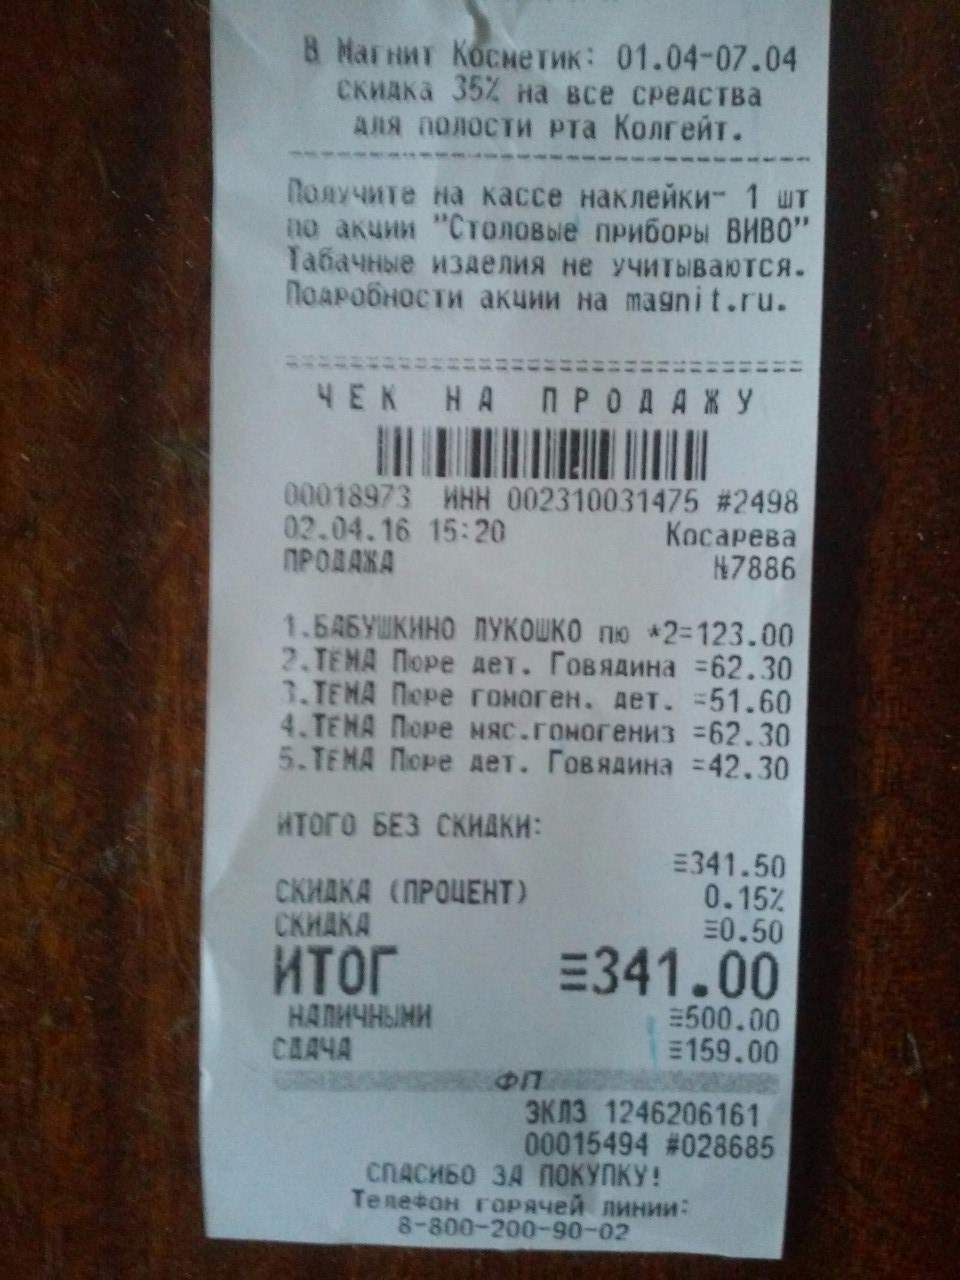 В Магнит Косметик: 01.04-07.04
скидка 35% на все средства
для полости рта Колгейт.
Получите на кассе наклейки- 1 шт
по акции "Столовые приборы ВИВО"
Табачные изделия не учитываются.
Подробности акции на magnit.ru.
ЧЕК НА ПРОДАЖУ
00018973 ИНН 002310031475 #2498
02.04.16 15:20 Косарева
ПРОДАЖА №7886
1.БАБУШКИНО ЛУКОШКО пю *2=123.00
2.ТЕМА Пюре дет. Говядина =62.30
3.ТЕМА Пюре гомоген. дет. =51.60
4.ТЕМА Пюре мяс.гомогениз =62.30
5.ТЕМА Пюре дет. Говядина =42.30
ИТОГО БЕЗ СКИДКИ:
≡341.50
СКИДКА (ПРОЦЕНТ) 0.15%
СКИДКА ≡0.50
ИТОГ ≡341.00
НАЛИЧНЫМИ ≡500.00
СДАЧА ≡159.00
ФП
ЭКЛЗ 1246206161
00015494 #028685
СПАСИБО ЗА ПОКУПКУ!
Телефон горячей линии:
8-800-200-90-02